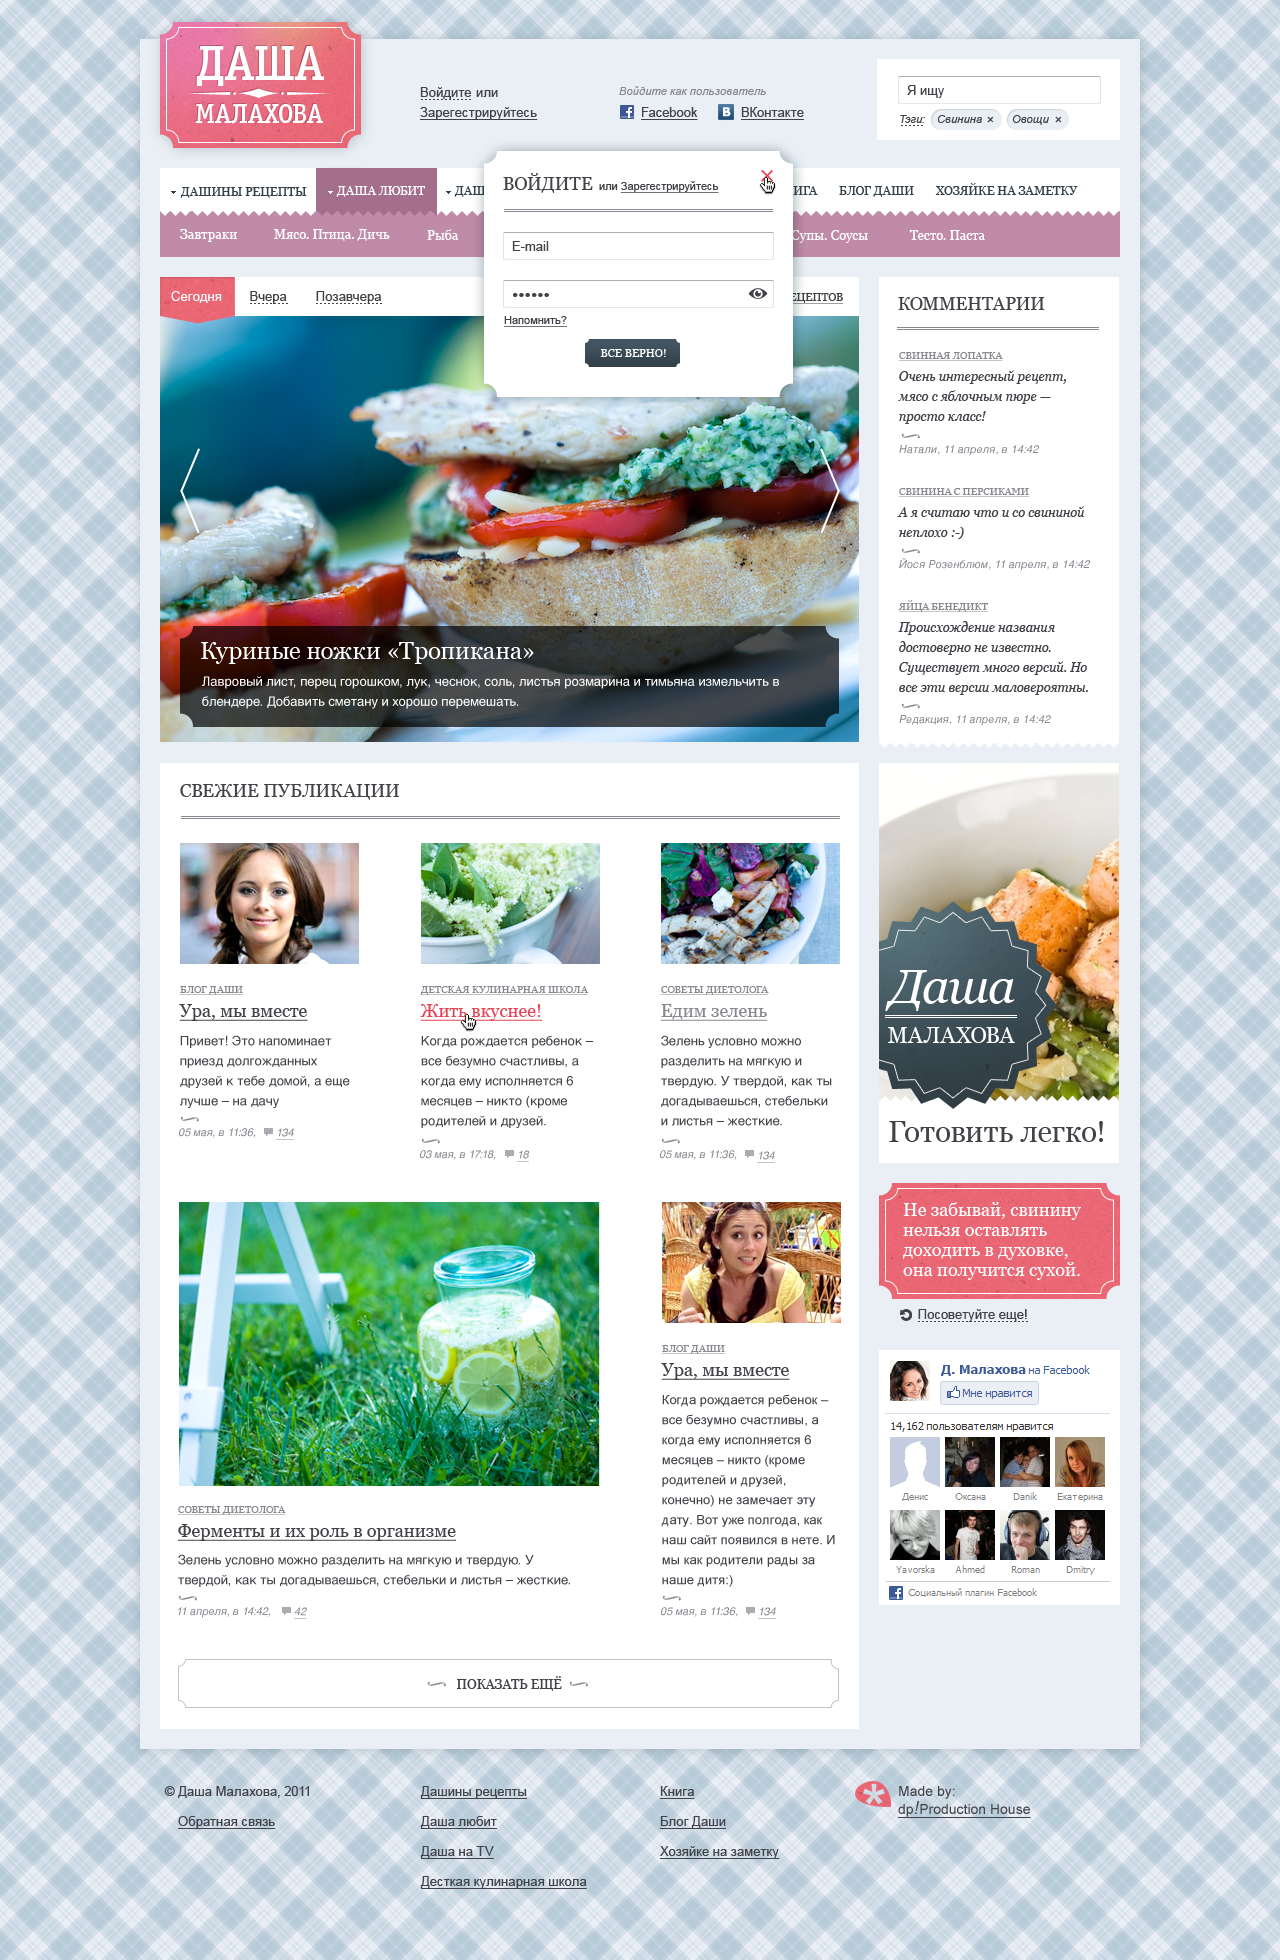 ДАША
МАЛАХОВА
Войдите или
Зарегестрируйтесь
Войдите как пользователь
Facebook
ВКонтакте
Я ищу
Тэги:
Свинина ×
Овощи ×
ДАШИНЫ РЕЦЕПТЫ
ДАША ЛЮБИТ
БЛОГ ДАШИ
ХОЗЯЙКЕ НА ЗАМЕТКУ
Завтраки
Мясо. Птица. Дичь
Рыба
Супы. Соусы
Тесто. Паста
ВОЙДИТЕ или Зарегестрируйтесь
E-mail
••••••
Напомнить?
ВСЕ ВЕРНО!
Сегодня
Вчера
Позавчера
Куриные ножки «Тропикана»
Лавровый лист, перец горошком, лук, чеснок, соль, листья розмарина и тимьяна измельчить в
блендере. Добавить сметану и хорошо перемешать.
КОММЕНТАРИИ
СВИННАЯ ЛОПАТКА
Очень интересный рецепт,
мясо с яблочным пюре —
просто класс!
Натали, 11 апреля, в 14:42
СВИНИНА С ПЕРСИКАМИ
А я считаю что и со свининой
неплохо :-)
Йося Розенблюм, 11 апреля, в 14:42
ЯЙЦА БЕНЕДИКТ
Происхождение названия
достоверно не известно.
Существует много версий. Но
все эти версии маловероятны.
Редакция, 11 апреля, в 14:42
СВЕЖИЕ ПУБЛИКАЦИИ
БЛОГ ДАШИ
Ура, мы вместе
Привет! Это напоминает
приезд долгожданных
друзей к тебе домой, а еще
лучше – на дачу
05 мая, в 11:36, 134
ДЕТСКАЯ КУЛИНАРНАЯ ШКОЛА
Жить вкуснее!
Когда рождается ребенок –
все безумно счастливы, а
когда ему исполняется 6
месяцев – никто (кроме
родителей и друзей.
03 мая, в 17:18, 18
СОВЕТЫ ДИЕТОЛОГА
Едим зелень
Зелень условно можно
разделить на мягкую и
твердую. У твердой, как ты
догадываешься, стебельки
и листья – жесткие.
05 мая, в 11:36, 134
СОВЕТЫ ДИЕТОЛОГА
Ферменты и их роль в организме
Зелень условно можно разделить на мягкую и твердую. У
твердой, как ты догадываешься, стебельки и листья – жесткие.
11 апреля, в 14:42, 42
БЛОГ ДАШИ
Ура, мы вместе
Когда рождается ребенок –
все безумно счастливы, а
когда ему исполняется 6
месяцев – никто (кроме
родителей и друзей,
конечно) не замечает эту
дату. Вот уже полгода, как
наш сайт появился в нете. И
мы как родители рады за
наше дитя:)
05 мая, в 11:36, 134
ПОКАЗАТЬ ЕЩЁ
Даша
МАЛАХОВА
Готовить легко!
Не забывай, свинину
нельзя оставлять
доходить в духовке,
она получится сухой.
Посоветуйте еще!
Д. Малахова на Facebook
Мне нравится
14,162 пользователям нравится
Денис Оксана Danik Екатерина
Yavorska Ahmed Roman Dmitry
Социальный плагин Facebook
© Даша Малахова, 2011
Обратная связь
Дашины рецепты
Даша любит
Даша на TV
Десткая кулинарная школа
Книга
Блог Даши
Хозяйке на заметку
Made by:
dp!Production House